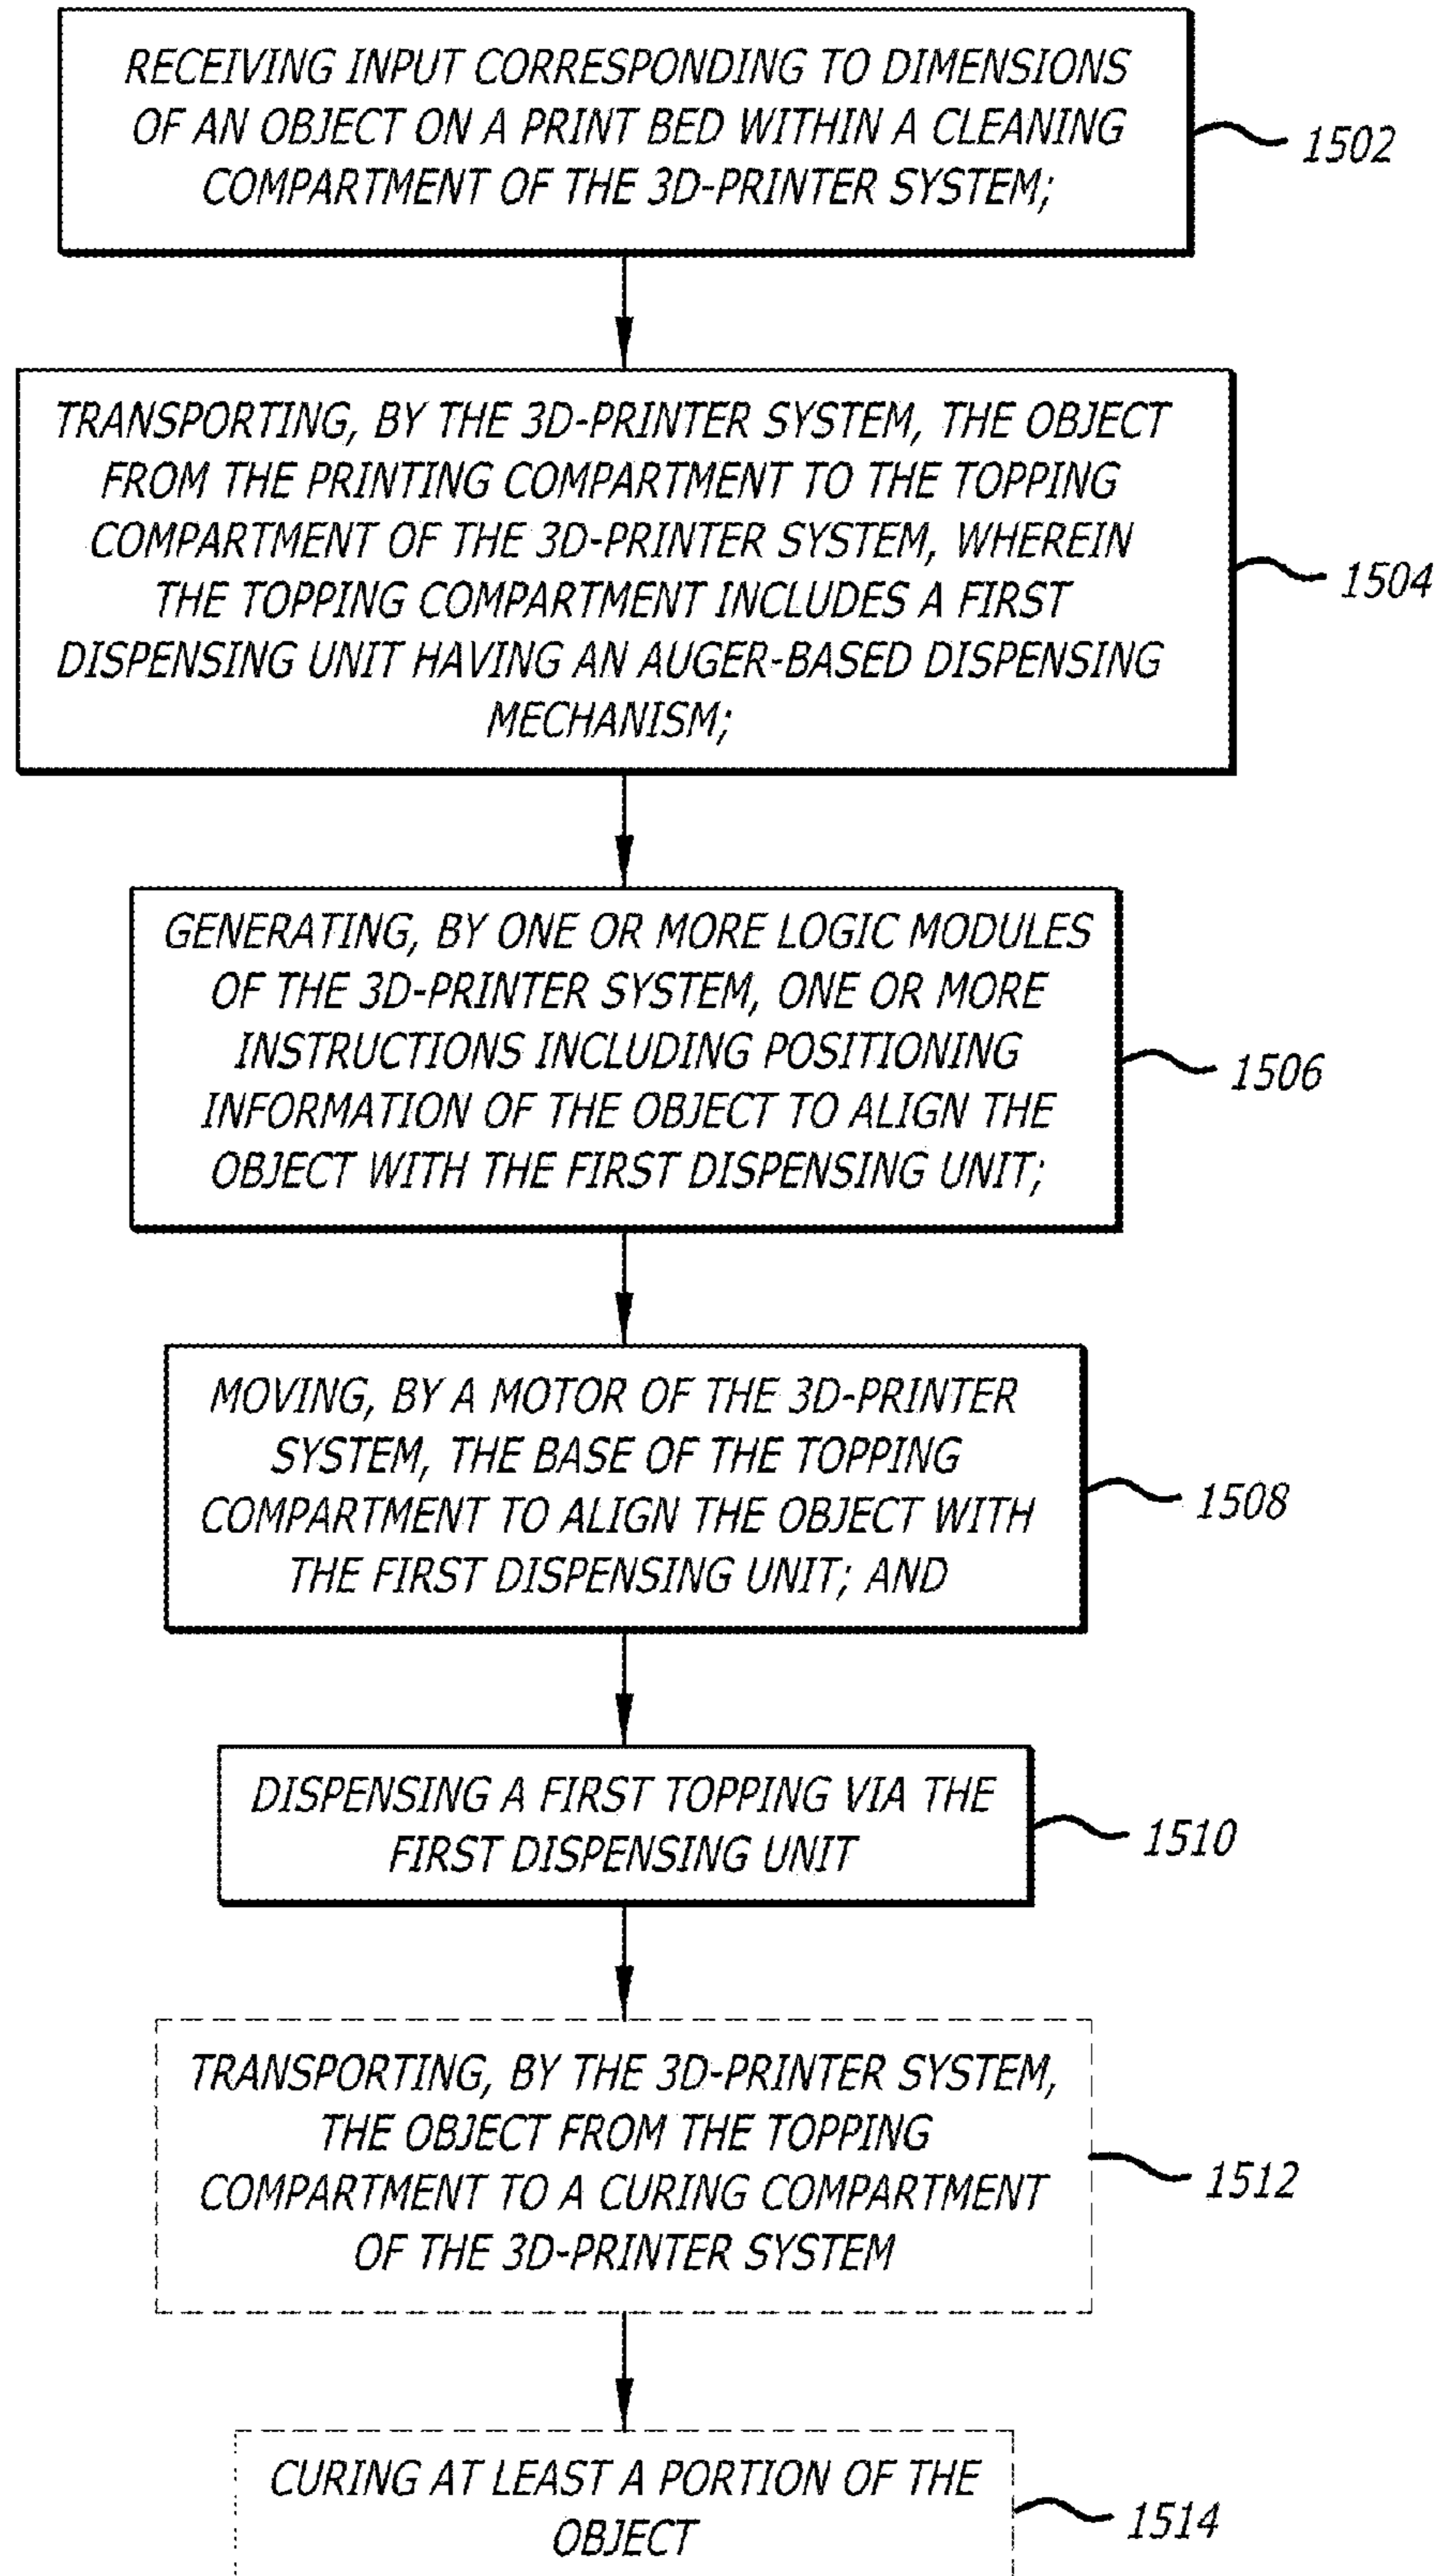 RECEIVING INPUT CORRESPONDING TO DIMENSIONS
OF AN OBJECT ON A PRINT BED WITHIN A CLEANING
COMPARTMENT OF THE 3D-PRINTER SYSTEM;
1502
TRANSPORTING, BY THE 3D-PRINTER SYSTEM, THE OBJECT
FROM THE PRINTING COMPARTMENT TO THE TOPPING
COMPARTMENT OF THE 3D-PRINTER SYSTEM, WHEREIN
THE TOPPING COMPARTMENT INCLUDES A FIRST
DISPENSING UNIT HAVING AN AUGER-BASED DISPENSING
MECHANISM;
1504
GENERATING, BY ONE OR MORE LOGIC MODULES
OF THE 3D-PRINTER SYSTEM, ONE OR MORE
INSTRUCTIONS INCLUDING POSITIONING
INFORMATION OF THE OBJECT TO ALIGN THE
OBJECT WITH THE FIRST DISPENSING UNIT;
1506
MOVING, BY A MOTOR OF THE 3D-PRINTER
SYSTEM, THE BASE OF THE TOPPING
COMPARTMENT TO ALIGN THE OBJECT WITH
THE FIRST DISPENSING UNIT; AND
1508
DISPENSING A FIRST TOPPING VIA THE
FIRST DISPENSING UNIT
1510
TRANSPORTING, BY THE 3D-PRINTER SYSTEM,
THE OBJECT FROM THE TOPPING
COMPARTMENT TO A CURING COMPARTMENT
OF THE 3D-PRINTER SYSTEM
1512
CURING AT LEAST A PORTION OF THE
OBJECT
1514